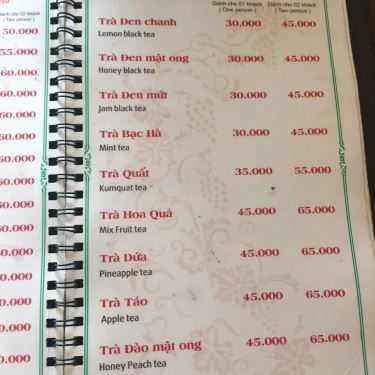 50.000
55.000
60.000
60.000
60.000
60.000
60.000
Dành cho 01 khách Dành cho 02 khách
( One person ) ( Two person )
Trà Đen chanh 30.000 45.000
Lemon black tea
Trà Đen mật ong 30.000 45.000
Honey black tea
Trà Đen mứt 30.000 45.000
Jam black tea
Trà Bạc Hà 30.000 45.000
Mint tea
Trà Quất 35.000 55.000
Kumquat tea
Trà Hoa Quả 45.000 65.000
Mix Fruit tea
Trà Dứa 45.000 65.000
Pineapple tea
Trà Táo 45.000 65.000
Apple tea
Trà Đào mật ong 45.000 65.000
Honey Peach tea